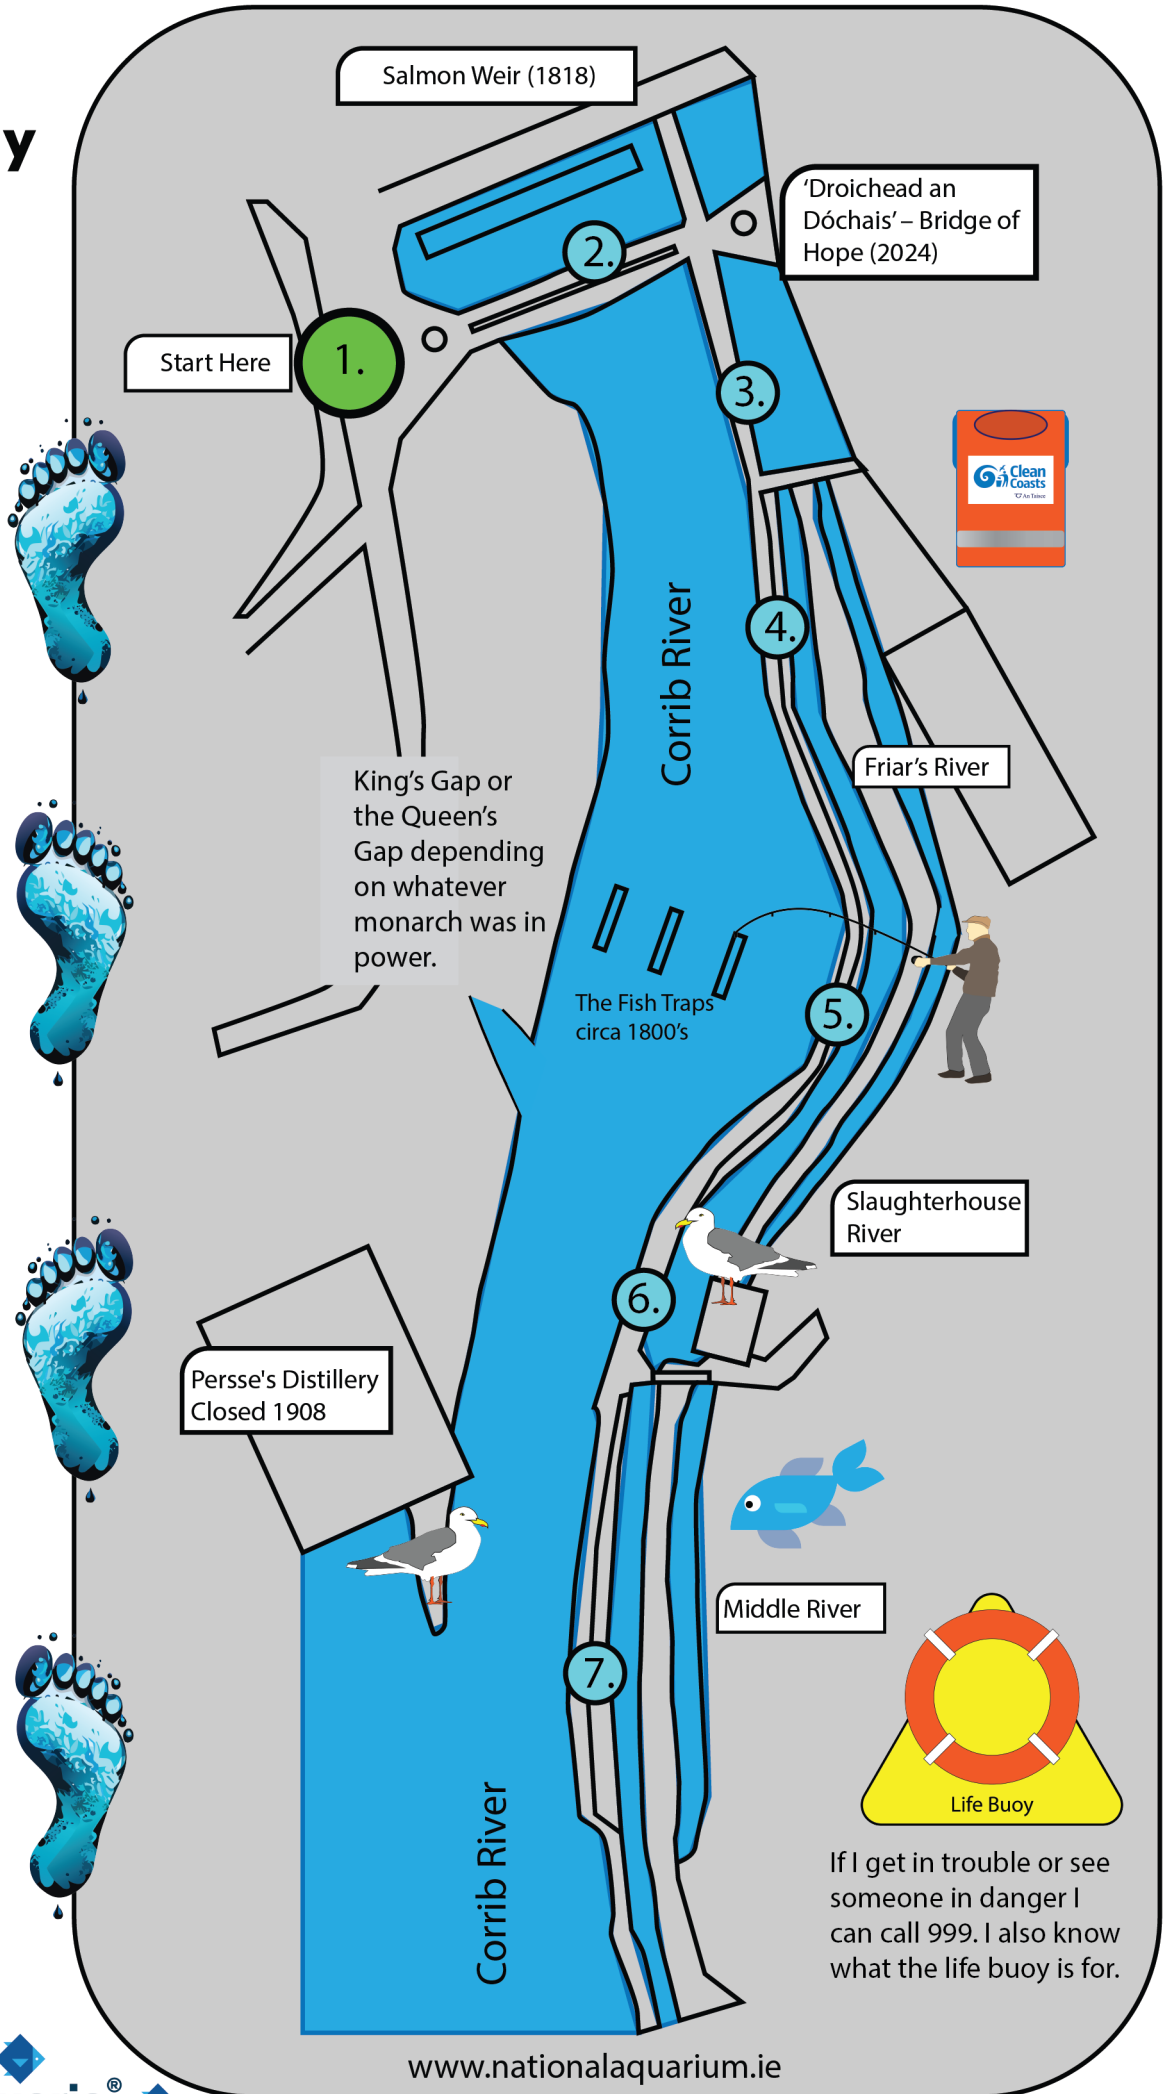 y
Salmon Weir (1818)
‘Droichead an
Dóchais’ – Bridge of
Hope (2024)
2.
Start Here
1.
3.
Clean
Coasts
An Taisce
4.
Corrib River
Friar’s River
King’s Gap or
the Queen’s
Gap depending
on whatever
monarch was in
power.
The Fish Traps
circa 1800’s
5.
Slaughterhouse
River
6.
Persse's Distillery
Closed 1908
Middle River
7.
Life Buoy
Corrib River
If I get in trouble or see
someone in danger I
can call 999. I also know
what the life buoy is for.
www.nationalaquarium.ie
®